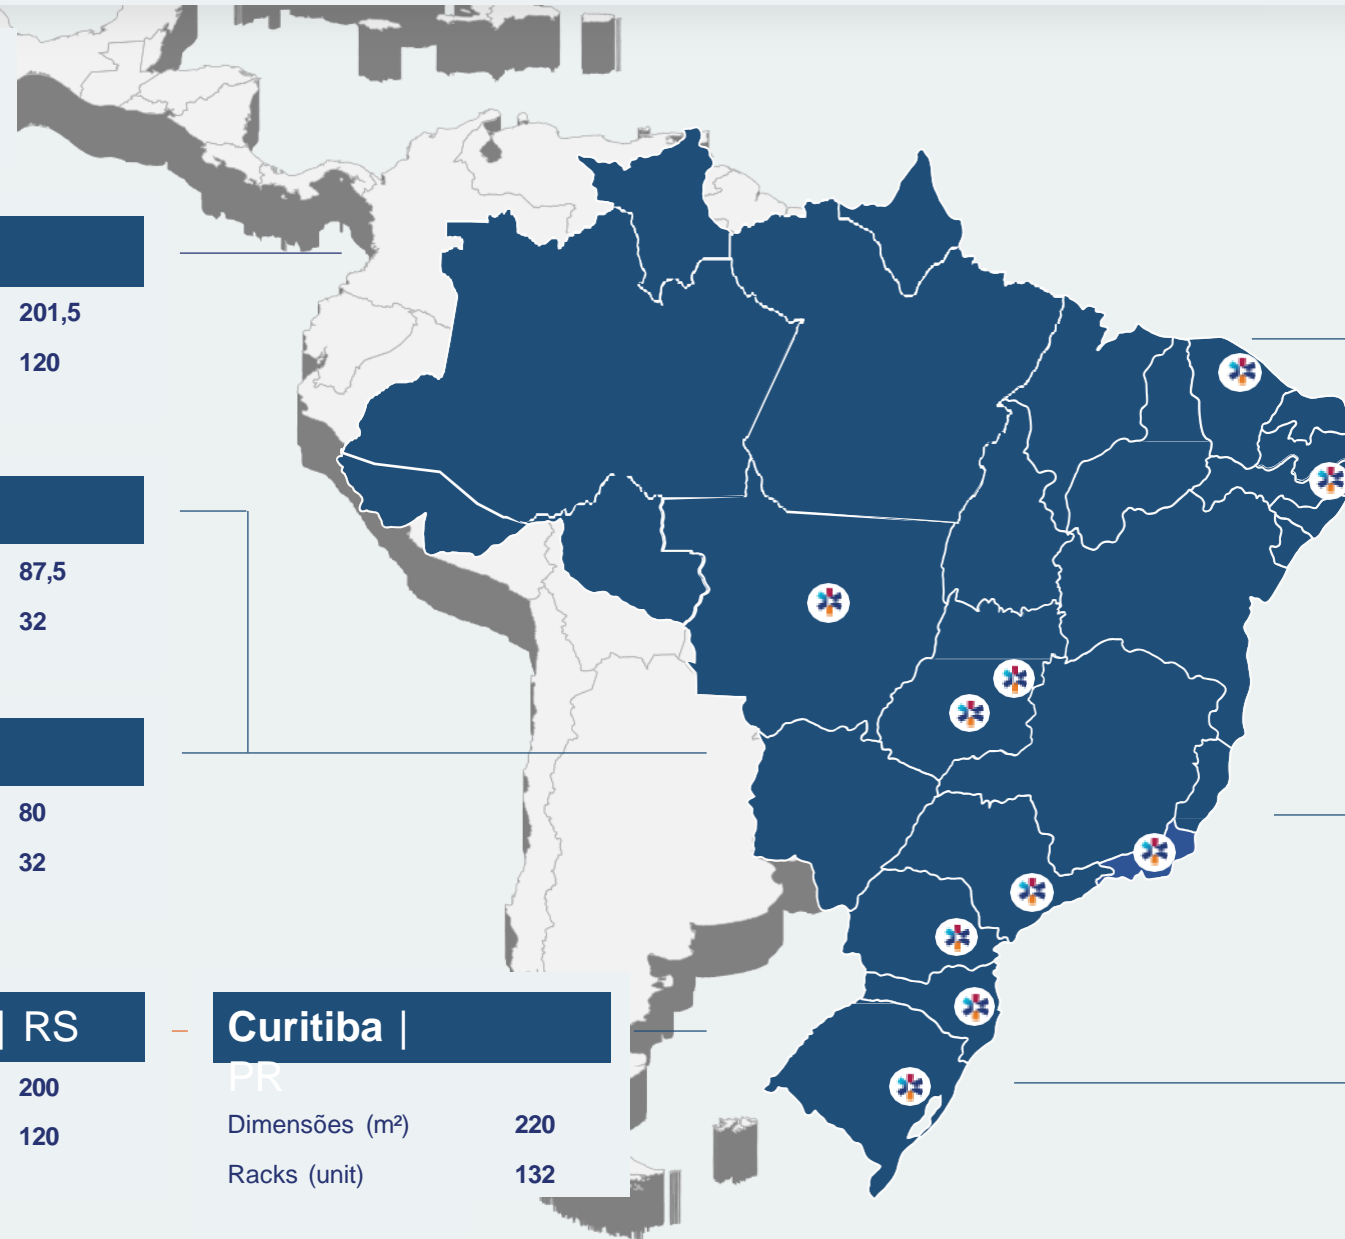 201,5
120
87,5
32
80
32
| RS
200
120
Curitiba |
PR
Dimensões (m²) 220
Racks (unit) 132